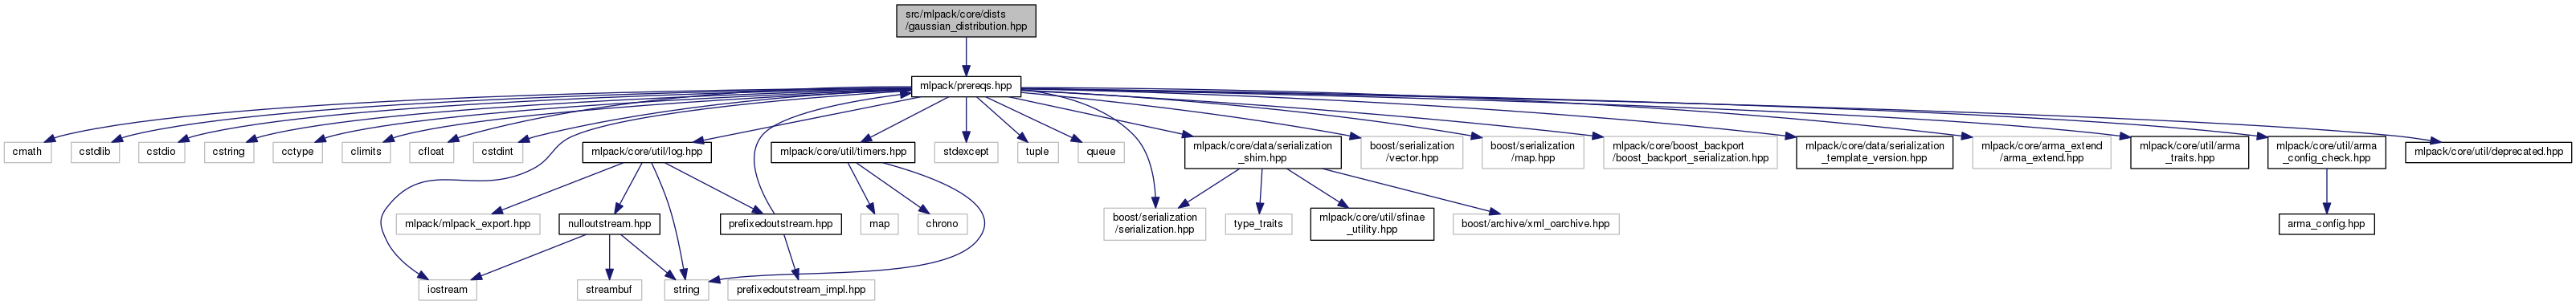 src/mlpack/core/dists
/gaussian_distribution.hpp
mlpack/prereqs.hpp
cmath
cstdlib
cstdio
cstring
cctype
climits
cfloat
cstdint
mlpack/core/util/log.hpp
mlpack/core/util/timers.hpp
stdexcept
tuple
queue
mlpack/core/data/serialization
_shim.hpp
boost/serialization
/vector.hpp
boost/serialization
/map.hpp
mlpack/core/boost_backport
/boost_backport_serialization.hpp
mlpack/core/data/serialization
_template_version.hpp
mlpack/core/arma_extend
/arma_extend.hpp
mlpack/core/util/arma
_traits.hpp
mlpack/core/util/arma
_config_check.hpp
mlpack/core/util/deprecated.hpp
mlpack/mlpack_export.hpp
nulloutstream.hpp
prefixedoutstream.hpp
map
chrono
boost/serialization
/serialization.hpp
type_traits
mlpack/core/util/sfinae
_utility.hpp
boost/archive/xml_oarchive.hpp
arma_config.hpp
iostream
streambuf
string
prefixedoutstream_impl.hpp